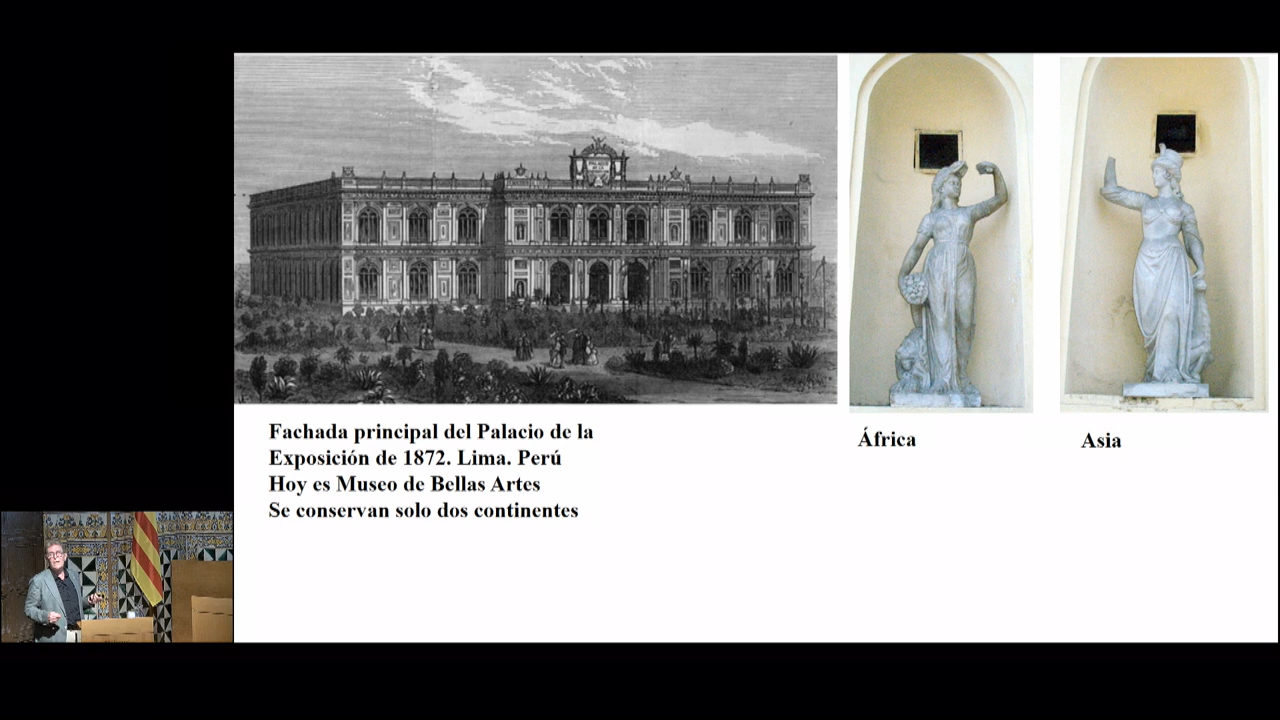 Fachada principal del Palacio de la
Exposición de 1872. Lima. Perú
Hoy es Museo de Bellas Artes
Se conservan solo dos continentes
África
Asia